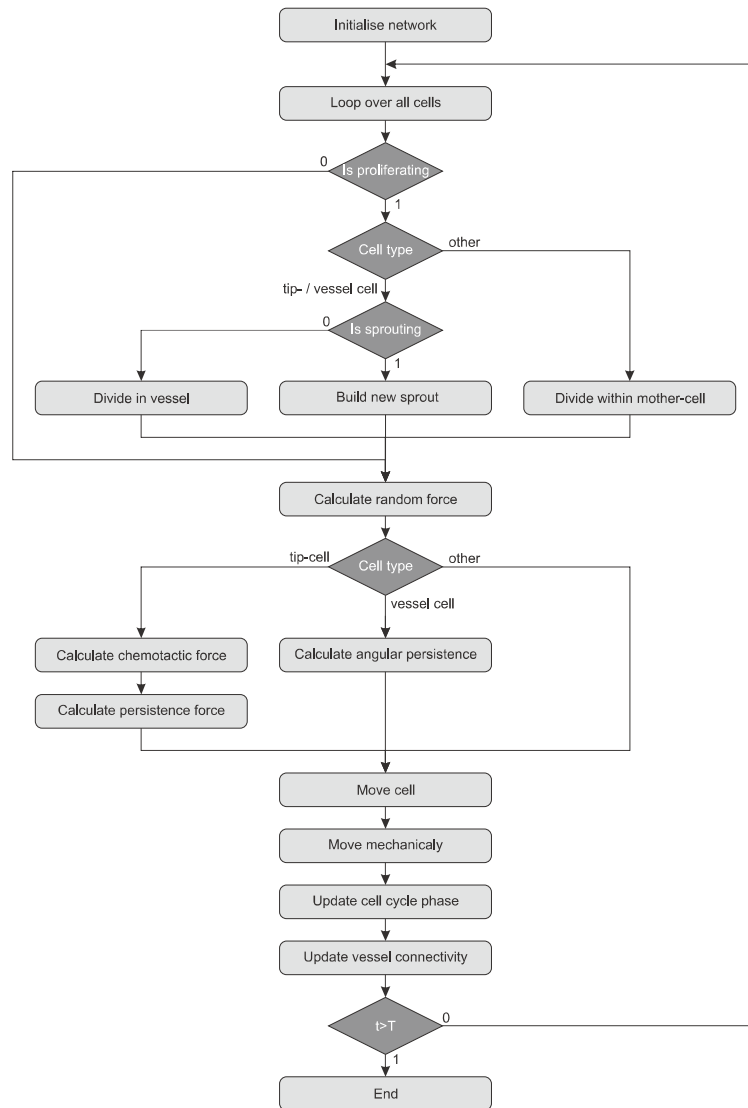 Initialise network
Loop over all cells
0
Is proliferating
1
Cell type
other
tip- / vessel cell
0
Is sprouting
1
Divide in vessel
Build new sprout
Divide within mother-cell
Calculate random force
tip-cell
Cell type
other
vessel cell
Calculate chemotactic force
Calculate angular persistence
Calculate persistence force
Move cell
Move mechanicaly
Update cell cycle phase
Update vessel connectivity
t>T
0
1
End